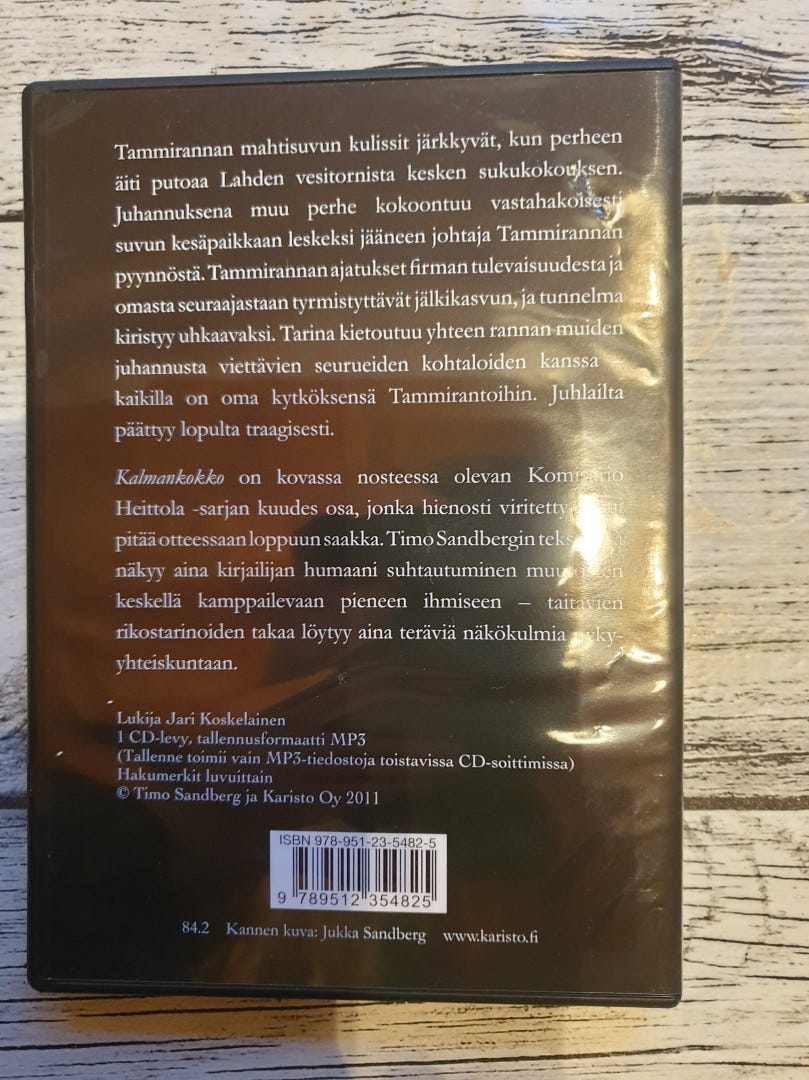 Tammirannan mahtisuvun kulissit järkkyvät, kun perheen
äiti putoaa Lahden vesitornista kesken sukukokouksen.
Juhannuksena muu perhe kokoontuu vastahakoisesti
suvun kesäpaikkaan leskeksi jääneen johtaja Tammirannan
pyynnöstä. Tammirannan ajatukset firman tulevaisuudesta ja
omasta seuraajastaan tyrmistyttävät jälkikasvun, ja tunnelma
kiristyy uhkaavaksi. Tarina kietoutuu yhteen rannan muiden
juhannusta viettävien seurueiden kohtaloiden kanssa –
kaikilla on oma kytköksensä Tammirantoihin. Juhlailta
päättyy lopulta traagisesti.
Kalmankokko on kovassa nosteessa olevan
Heittola -sarjan kuudes osa, jonka hienosti viritetty
pitää otteessaan loppuun saakka. Timo Sandbergin
näkyy aina kirjailijan humaani suhtautuminen
keskellä kamppailevaan pieneen ihmiseen – taitavien
rikostarinoiden takaa löytyy aina teräviä näkökulmia
yhteiskuntaan.
Lukija Jari Koskelainen
1 CD-levy, tallennusformaatti MP3
(Tallenne toimii vain MP3-tiedostoja toistavissa CD-soittimissa)
Hakumerkit luvuittain
© Timo Sandberg ja Karisto Oy 2011
ISBN 978-951-23-5482-5
9 789512 354825
84.2 Kannen kuva: Jukka Sandberg www.karisto.fi